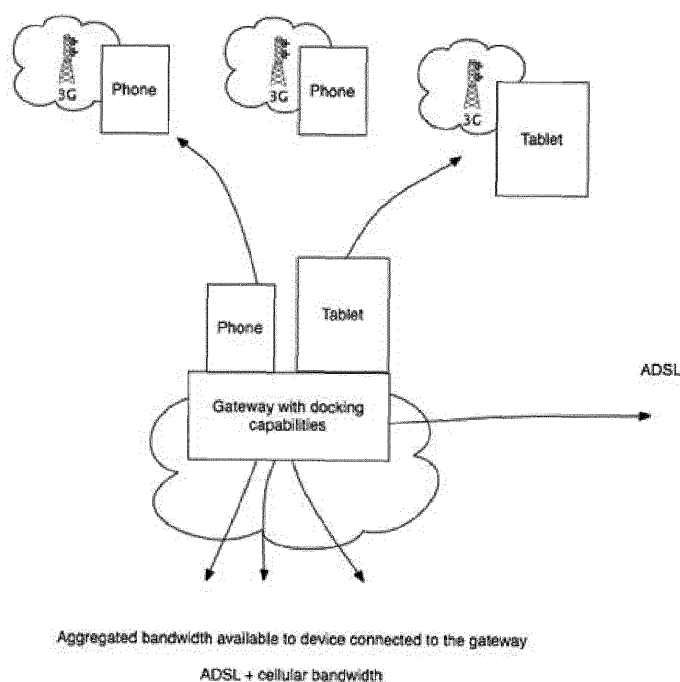 3G
Phone
3G
Phone
3G
Tablet
Phone
Tablet
ADSL
Gateway with docking
capabilities
Aggregated bandwidth available to device connected to the gateway
ADSL + cellular bandwidth